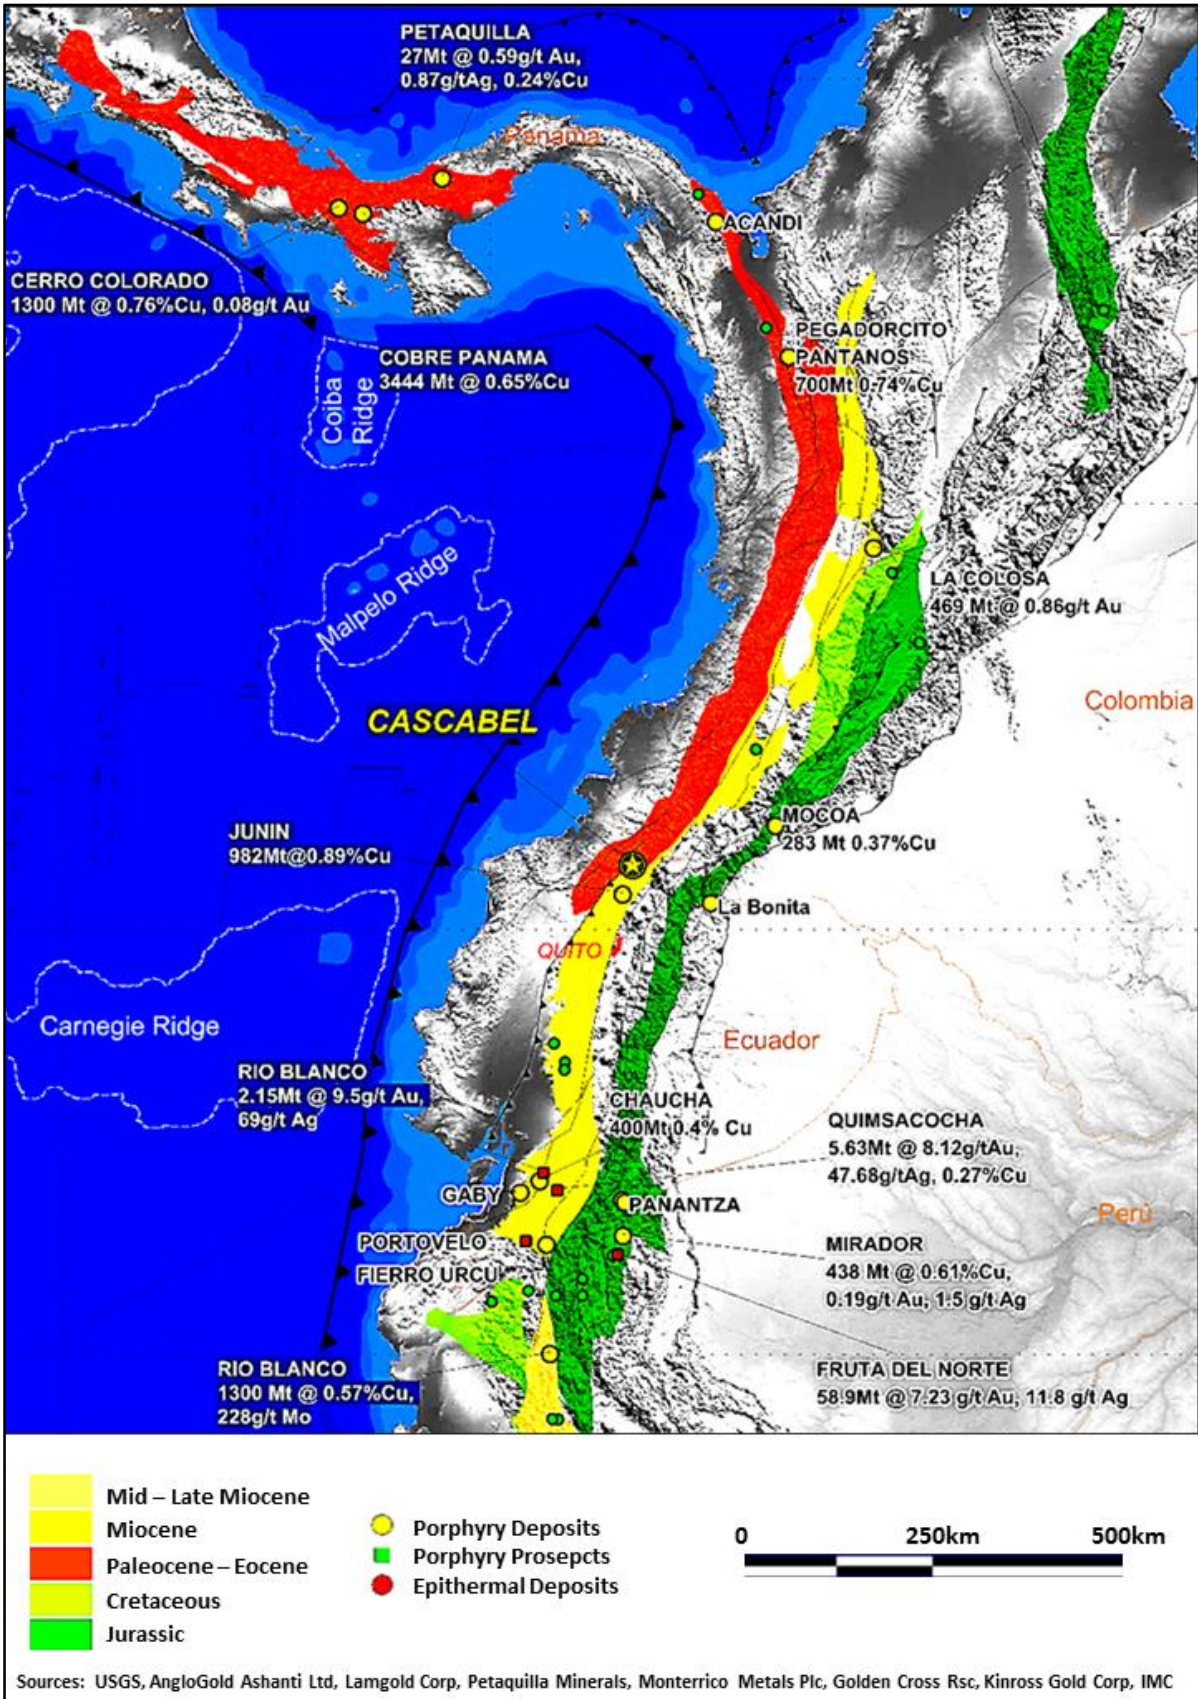 PETAQUILLA
27Mt @ 0.59g/t Au,
0.87g/tAg, 0.24%Cu
Panama
ACANDI
CERRO COLORADO
1300 Mt @ 0.76%Cu, 0.08g/t Au
PEGADORCITO
PANTANOS
700Mt 0.74%Cu
COBRE PANAMA
3444 Mt @ 0.65%Cu
Coiba
Ridge
Malpelo Ridge
LA COLOSA
469 Mt @ 0.86g/t Au
Colombia
CASCABEL
MOCOA
283 Mt 0.37%Cu
JUNIN
982Mt@0.89%Cu
La Bonita
QUITO
Carnegie Ridge
Ecuador
RIO BLANCO
2.15Mt @ 9.5g/t Au,
69g/t Ag
CHAUCHA
400Mt 0.4% Cu
QUIMSACOCHA
5.63Mt @ 8.12g/tAu,
47.68g/tAg, 0.27%Cu
GABY
PANANTZA
Perú
PORTOVELO
MIRADOR
438 Mt @ 0.61%Cu,
0.19g/t Au, 1.5 g/t Ag
FIERRO URCU
RIO BLANCO
1300 Mt @ 0.57%Cu,
228g/t Mo
FRUTA DEL NORTE
58.9Mt @ 7.23 g/t Au, 11.8 g/t Ag
Mid – Late Miocene
Miocene
Paleocene – Eocene
Cretaceous
Jurassic
Porphyry Deposits
Porphyry Prosepcts
Epithermal Deposits
0 250km 500km
Sources: USGS, AngloGold Ashanti Ltd, Lamgold Corp, Petaquilla Minerals, Monterrico Metals Plc, Golden Cross Rsc, Kinross Gold Corp, IMC